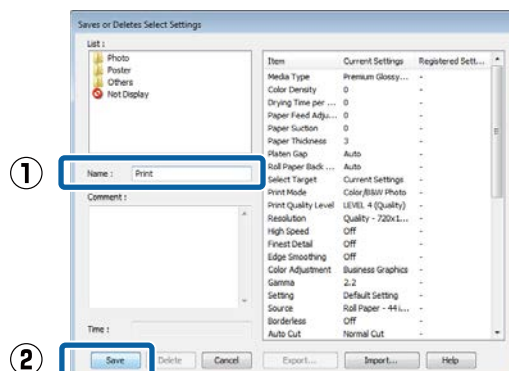 Saves or Deletes Select Settings
List :
Photo
Poster
Others
Not Display
① Name : Print
Comment :
Time :
Item Current Settings Registered Sett...
Media Type Premium Glossy... -
Color Density 0 -
Drying Time per ... 0 -
Paper Feed Adju... 0 -
Paper Suction 0 -
Paper Thickness 3 -
Platen Gap Auto -
Roll Paper Back ... Auto -
Select Target Current Settings -
Print Mode Color/B&W Photo -
Print Quality Level LEVEL 4 (Quality) -
Resolution Quality - 720x1... -
High Speed Off -
Finest Detail Off -
Edge Smoothing Off -
Color Adjustment Business Graphics -
Gamma 2.2 -
Setting Default Setting -
Source Roll Paper - 44 i... -
Borderless Off -
Auto Cut Normal Cut -
② Save Delete Cancel Export... Import... Help